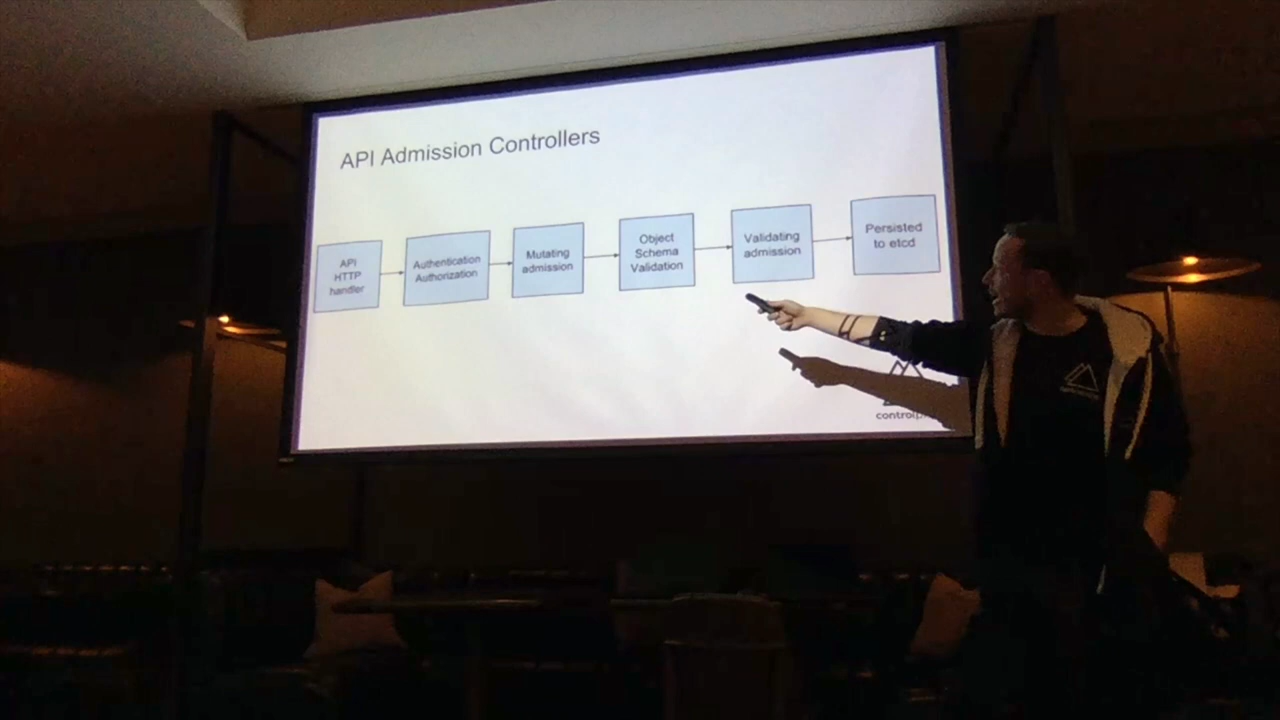 API Admission Controllers
API
HTTP
handler
Authentication
Authorization
Mutating
admission
Object
Schema
Validation
Validating
admission
Persisted
to etcd